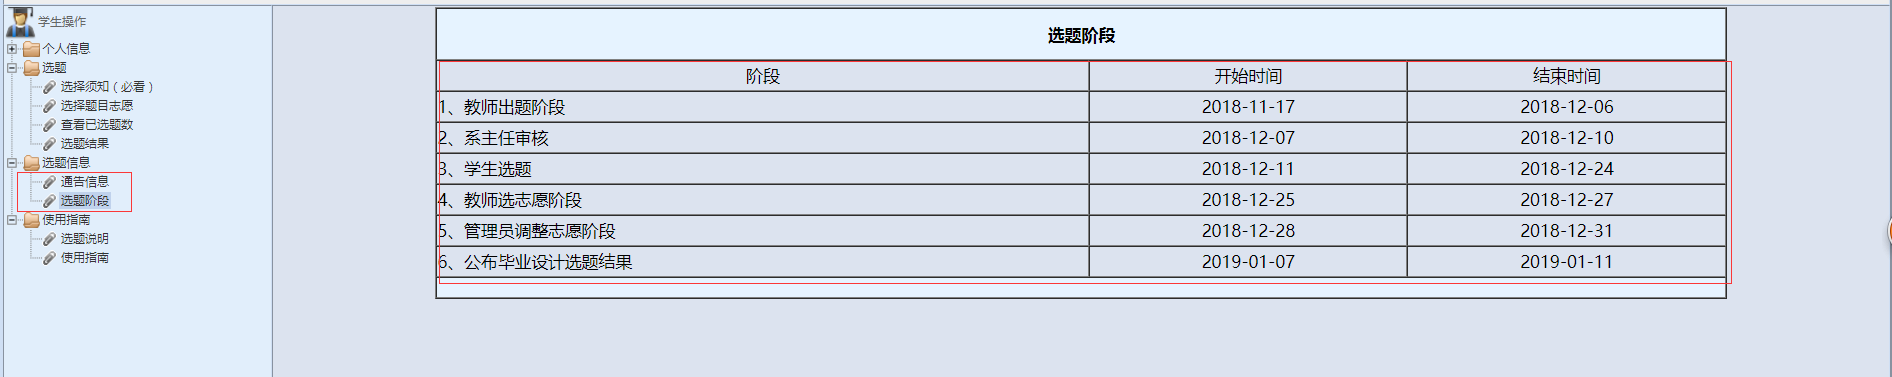 学生操作
个人信息
选题
选择须知（必看）
选择题目志愿
查看已选题数
选题结果
选题信息
通告信息
选题阶段
使用指南
选题说明
使用指南
选题阶段
阶段 开始时间 结束时间
1、教师出题阶段 2018-11-17 2018-12-06
2、系主任审核 2018-12-07 2018-12-10
3、学生选题 2018-12-11 2018-12-24
4、教师选志愿阶段 2018-12-25 2018-12-27
5、管理员调整志愿阶段 2018-12-28 2018-12-31
6、公布毕业设计选题结果 2019-01-07 2019-01-11